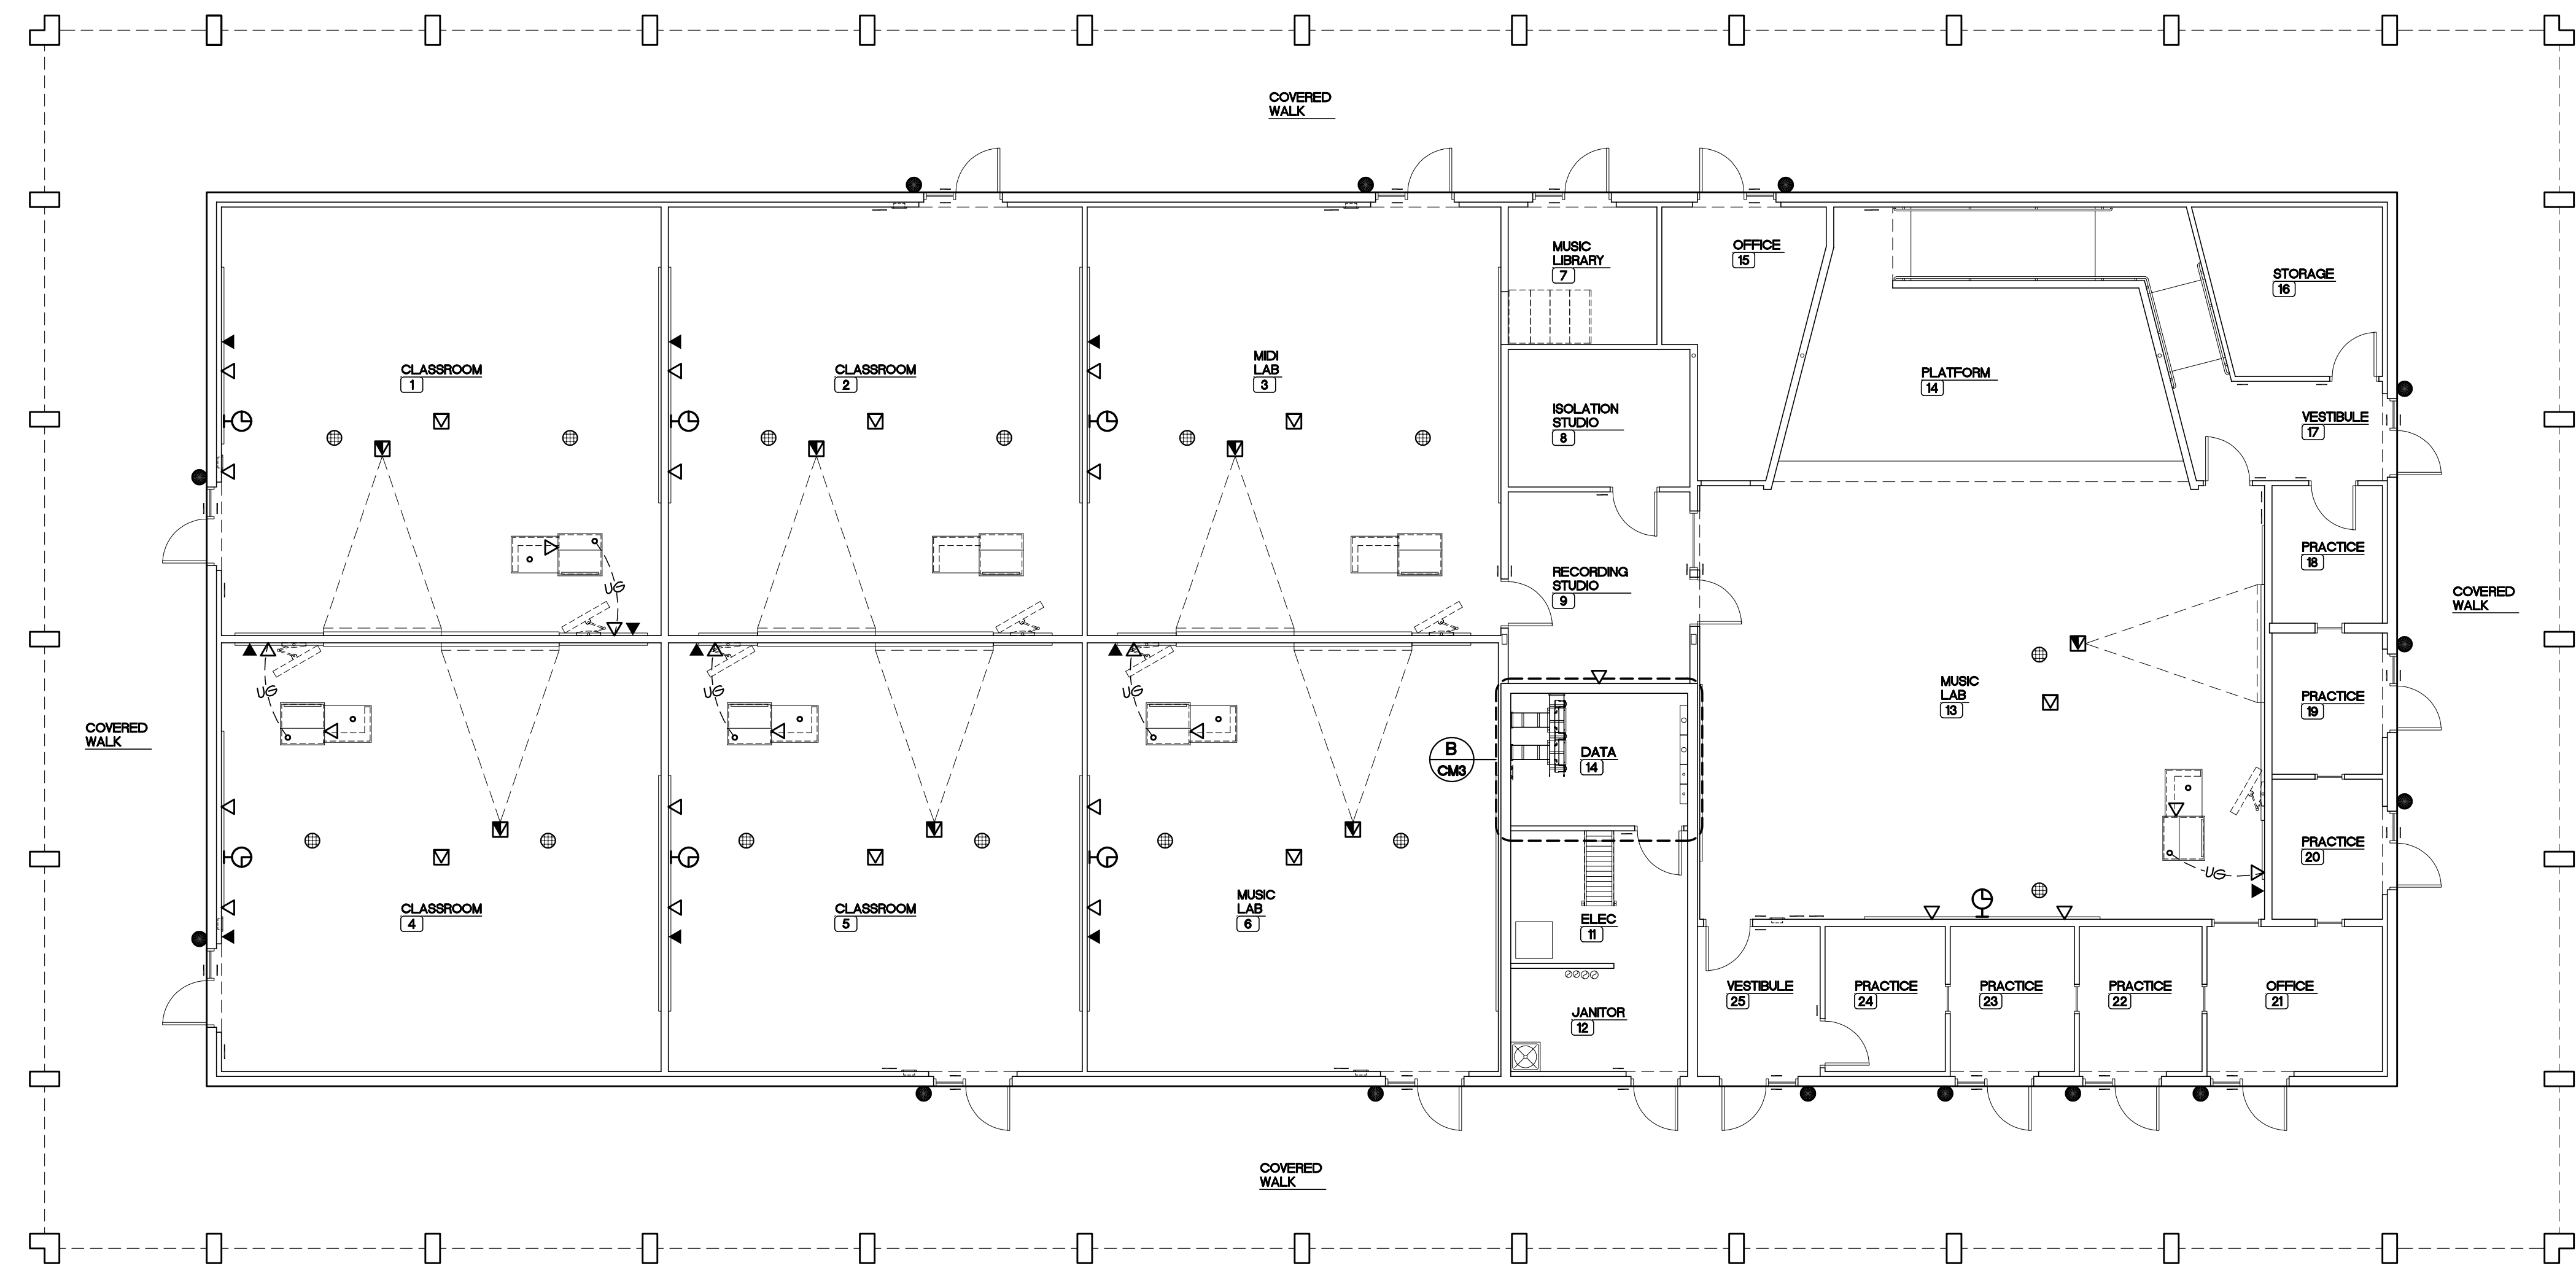 COVERED
WALK
MUSIC
LIBRARY
7
OFFICE
15
STORAGE
16
CLASSROOM
1
CLASSROOM
2
MIDI
LAB
3
PLATFORM
14
ISOLATION
STUDIO
8
VESTIBULE
17
PRACTICE
18
UG
RECORDING
STUDIO
9
COVERED
WALK
UG
UG
UG
MUSIC
LAB
13
PRACTICE
19
COVERED
WALK
B
CM3
DATA
14
PRACTICE
20
UG
CLASSROOM
4
CLASSROOM
5
MUSIC
LAB
6
ELEC
11
VESTIBULE
25
PRACTICE
24
PRACTICE
23
PRACTICE
22
OFFICE
21
JANITOR
12
COVERED
WALK